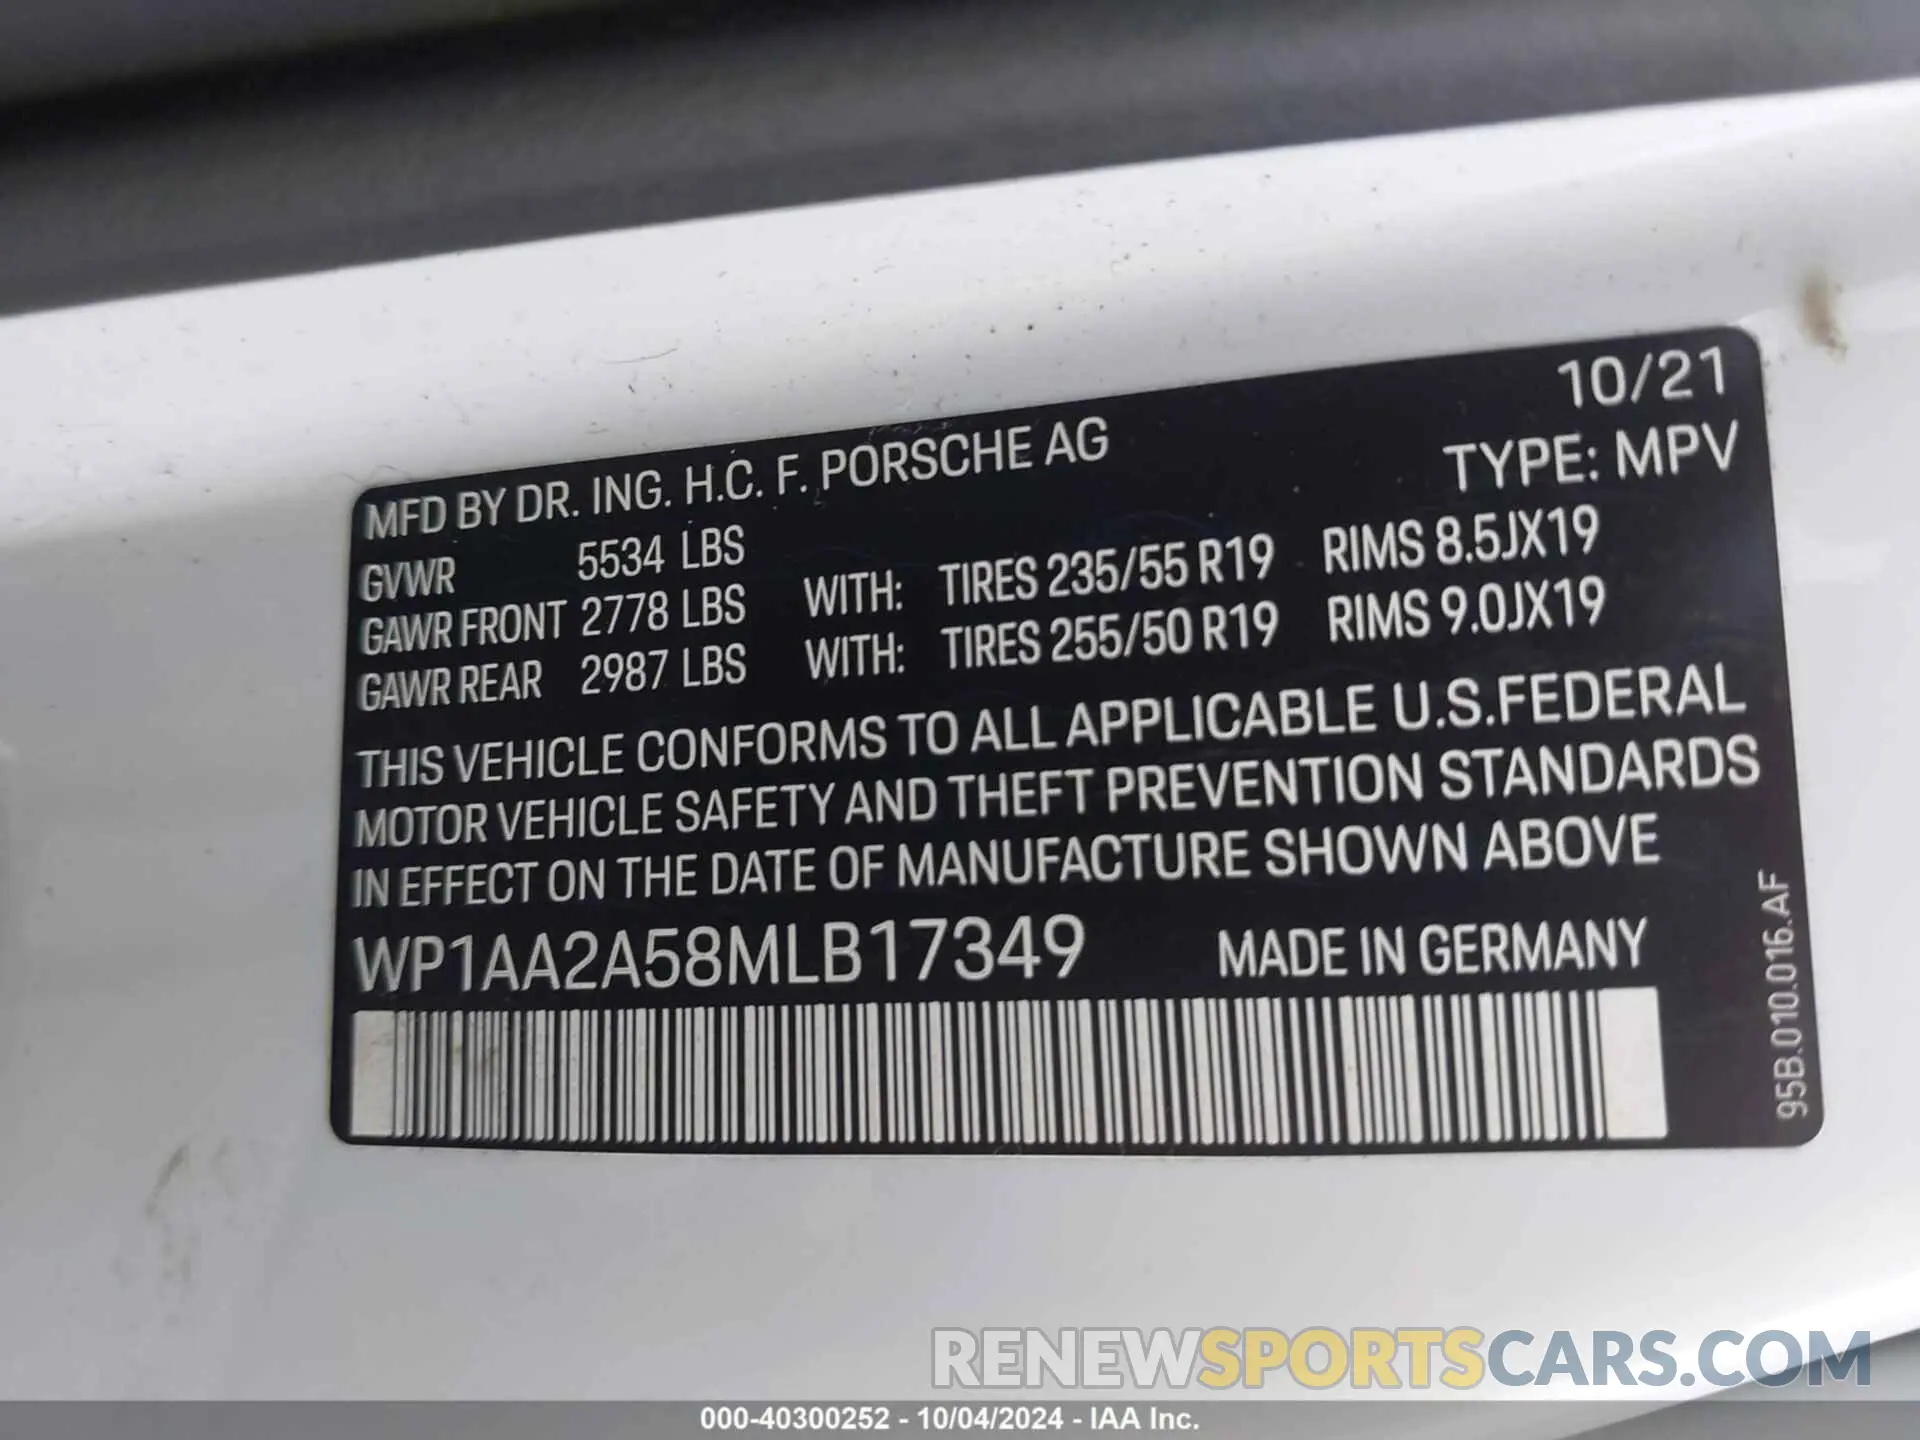 10/21
MFD BY DR. ING. H.C. F. PORSCHE AG
TYPE: MPV
GVWR 5534 LBS
GAWR FRONT 2778 LBS WITH: TIRES 235/55 R19 RIMS 8.5JX19
GAWR REAR 2987 LBS WITH: TIRES 255/50 R19 RIMS 9.0JX19
THIS VEHICLE CONFORMS TO ALL APPLICABLE U.S.FEDERAL
MOTOR VEHICLE SAFETY AND THEFT PREVENTION STANDARDS
IN EFFECT ON THE DATE OF MANUFACTURE SHOWN ABOVE
WP1AA2A58MLB17349 MADE IN GERMANY
95B.010.016.AF
RENEWSPORTSCARS.COM
000-40300252 - 10/04/2024 - IAA Inc.